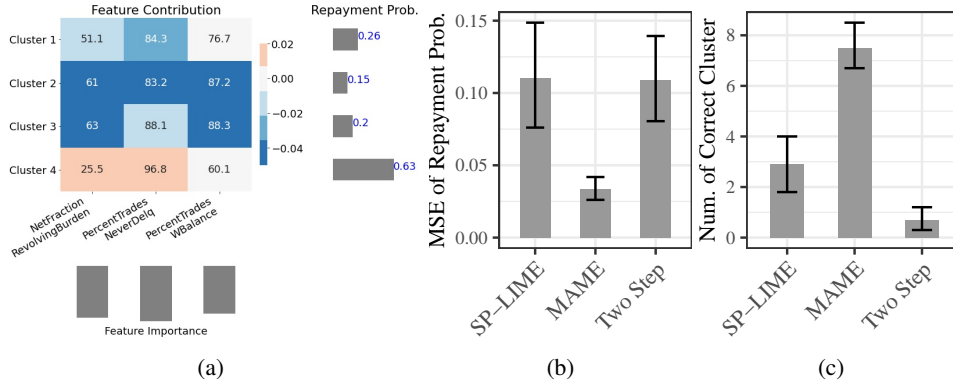 Feature Contribution
Repayment Prob.
Cluster 1
51.1
84.3
76.7
Cluster 2
61
83.2
87.2
Cluster 3
63
88.1
88.3
Cluster 4
25.5
96.8
60.1
0.02
0.00
−0.02
−0.04
0.26
0.15
0.2
0.63
NetFraction
RevolvingBurden
PercentTrades
NeverDelq
PercentTrades
WBalance
Feature Importance
(a)
MSE of Repayment Prob.
0.15
0.10
0.05
0.00
SP−LIME
MAME
Two Step
(b)
Num. of Correct Cluster
8
6
4
2
0
SP−LIME
MAME
Two Step
(c)